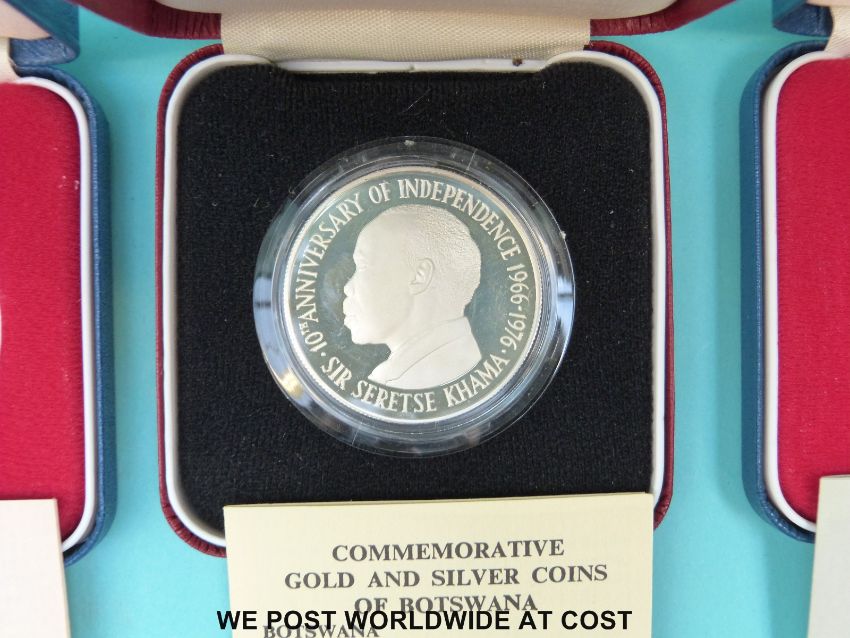 10TH ANNIVERSARY OF INDEPENDENCE 1966-1976
· SIR SERETSE KHAMA ·
COMMEMORATIVE
GOLD AND SILVER COINS
OF BOTSWANA
WE POST WORLDWIDE AT COST
BOTSWANA